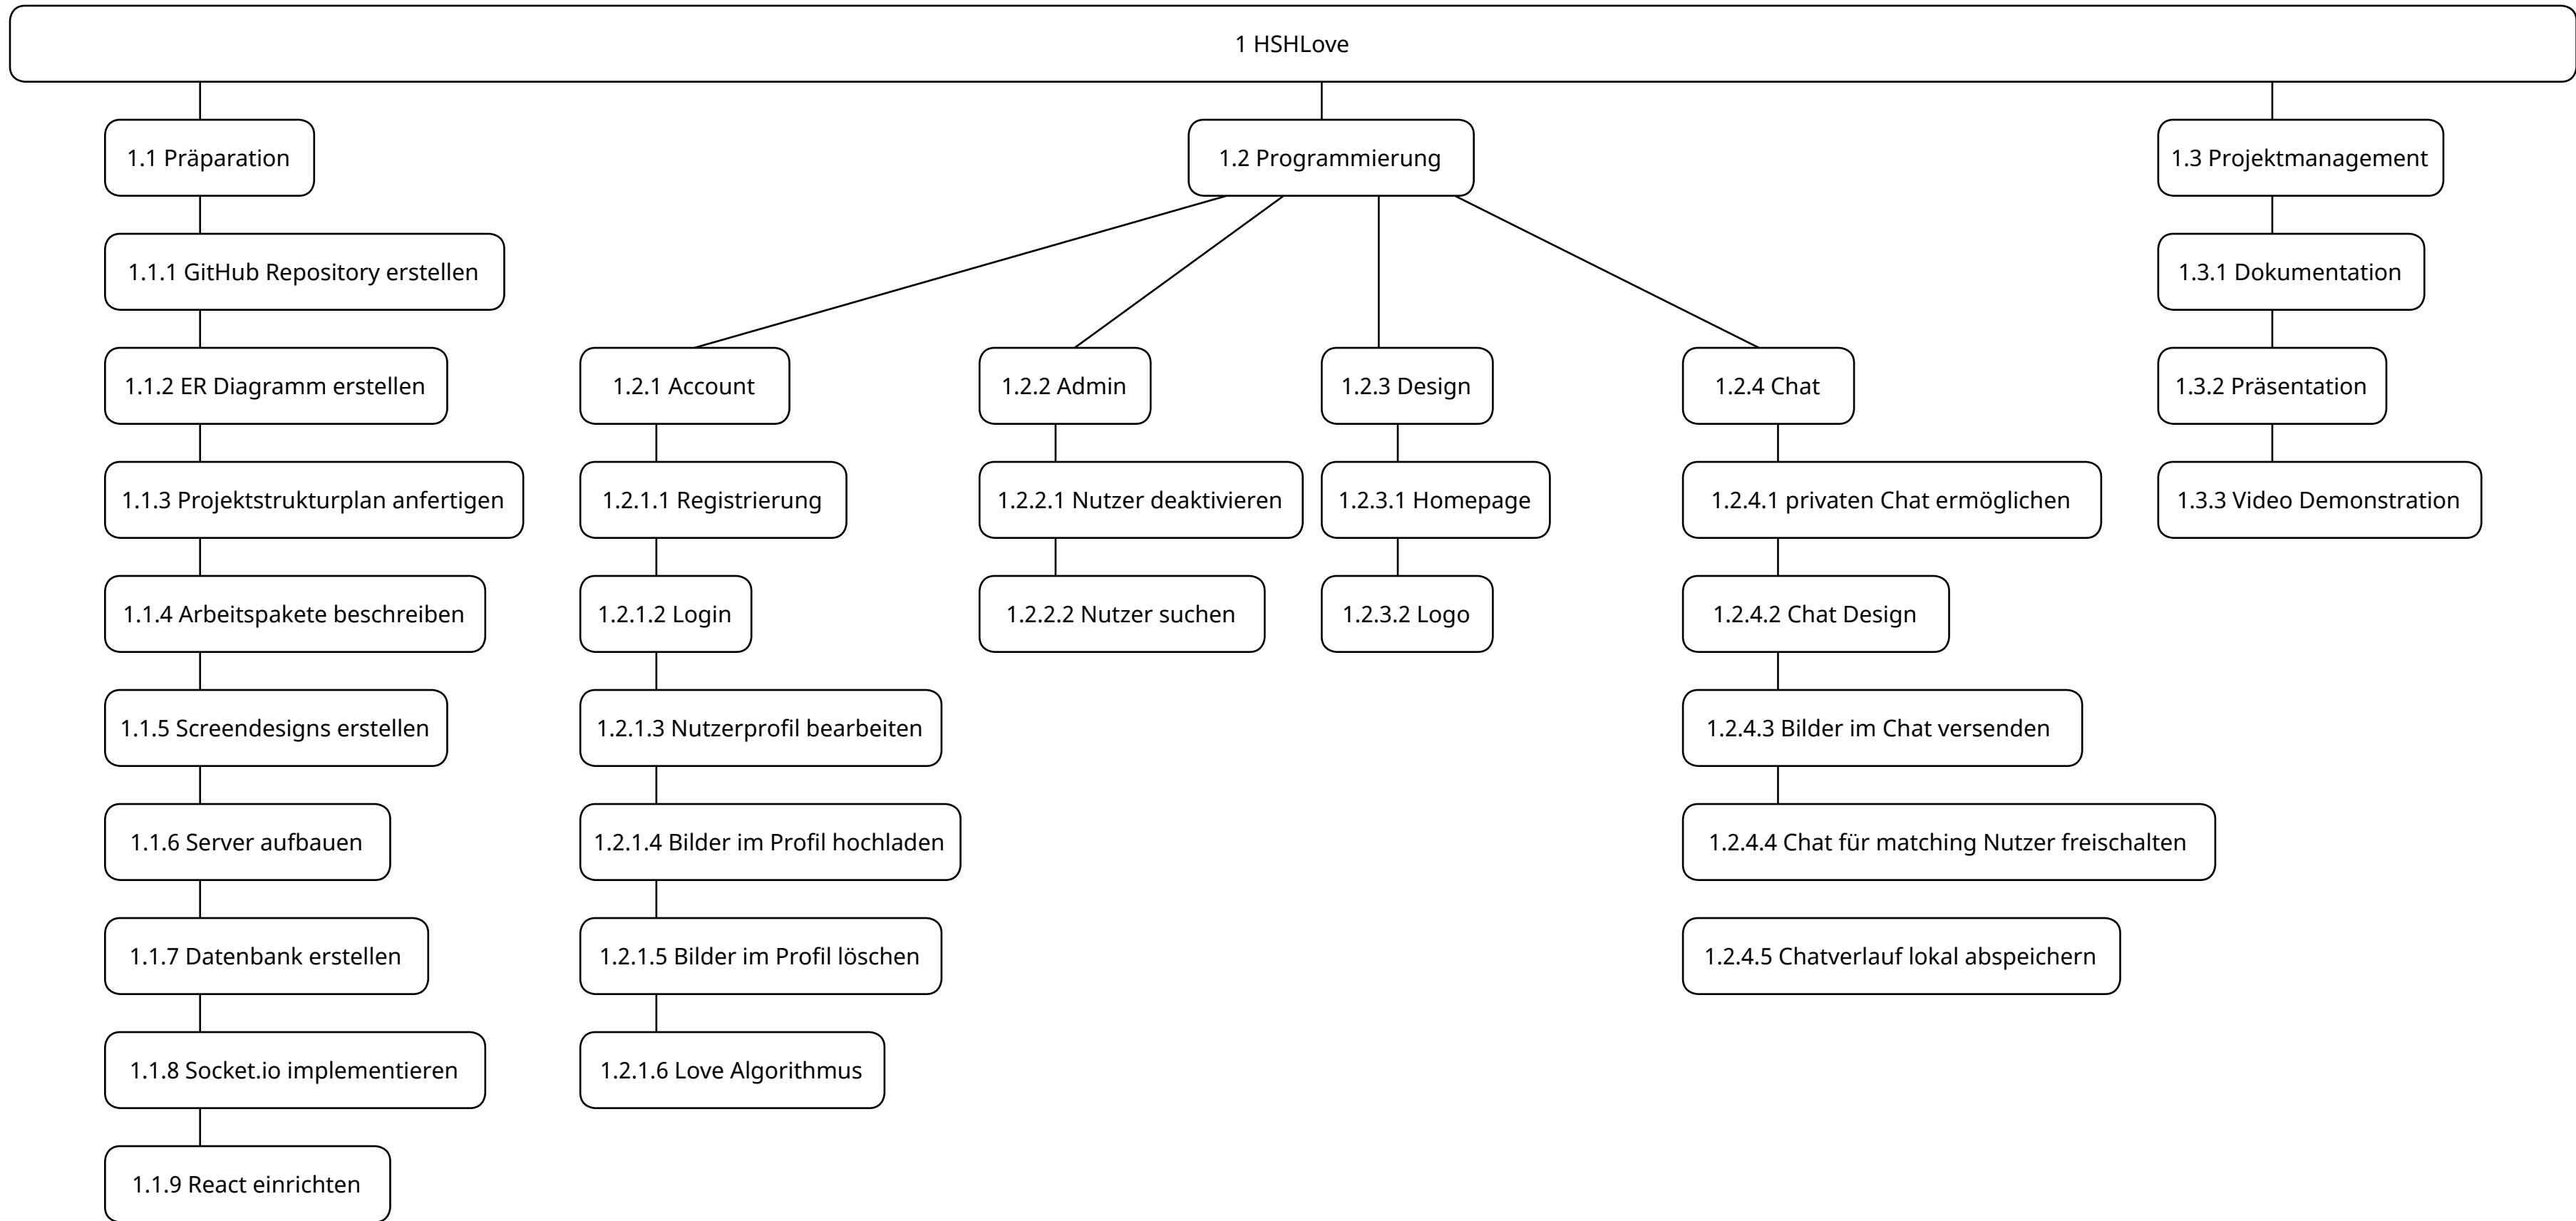 1 HSHLove
1.1 Präparation
1.1.1 GitHub Repository erstellen
1.1.2 ER Diagramm erstellen
1.1.3 Projektstrukturplan anfertigen
1.1.4 Arbeitspakete beschreiben
1.1.5 Screendesigns erstellen
1.1.6 Server aufbauen
1.1.7 Datenbank erstellen
1.1.8 Socket.io implementieren
1.1.9 React einrichten
1.2 Programmierung
1.2.1 Account
1.2.1.1 Registrierung
1.2.1.2 Login
1.2.1.3 Nutzerprofil bearbeiten
1.2.1.4 Bilder im Profil hochladen
1.2.1.5 Bilder im Profil löschen
1.2.1.6 Love Algorithmus
1.2.2 Admin
1.2.2.1 Nutzer deaktivieren
1.2.2.2 Nutzer suchen
1.2.3 Design
1.2.3.1 Homepage
1.2.3.2 Logo
1.2.4 Chat
1.2.4.1 privaten Chat ermöglichen
1.2.4.2 Chat Design
1.2.4.3 Bilder im Chat versenden
1.2.4.4 Chat für matching Nutzer freischalten
1.2.4.5 Chatverlauf lokal abspeichern
1.3 Projektmanagement
1.3.1 Dokumentation
1.3.2 Präsentation
1.3.3 Video Demonstration